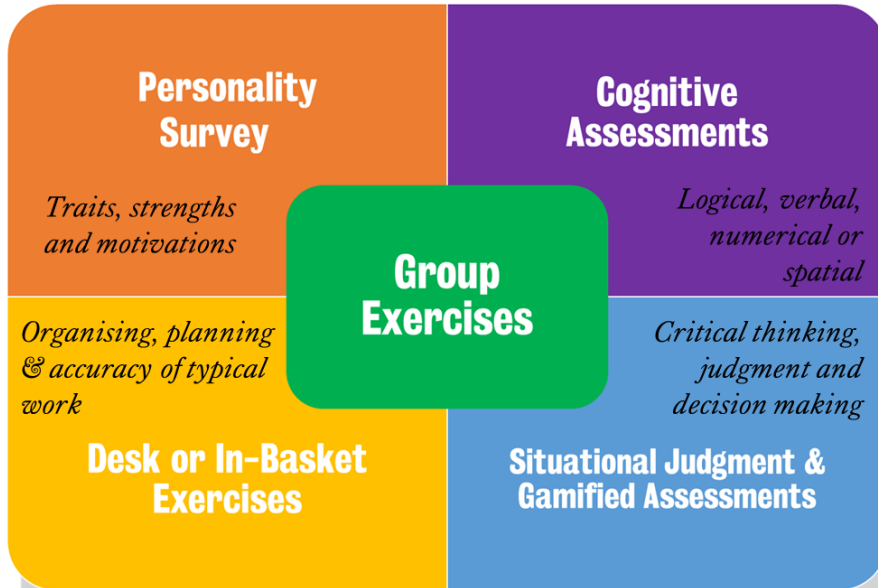 Personality
Survey
Traits, strengths
and motivations
Cognitive
Assessments
Logical, verbal,
numerical or
spatial
Group
Exercises
Organising, planning
& accuracy of typical
work
Desk or In-Basket
Exercises
Critical thinking,
judgment and
decision making
Situational Judgment &
Gamified Assessments